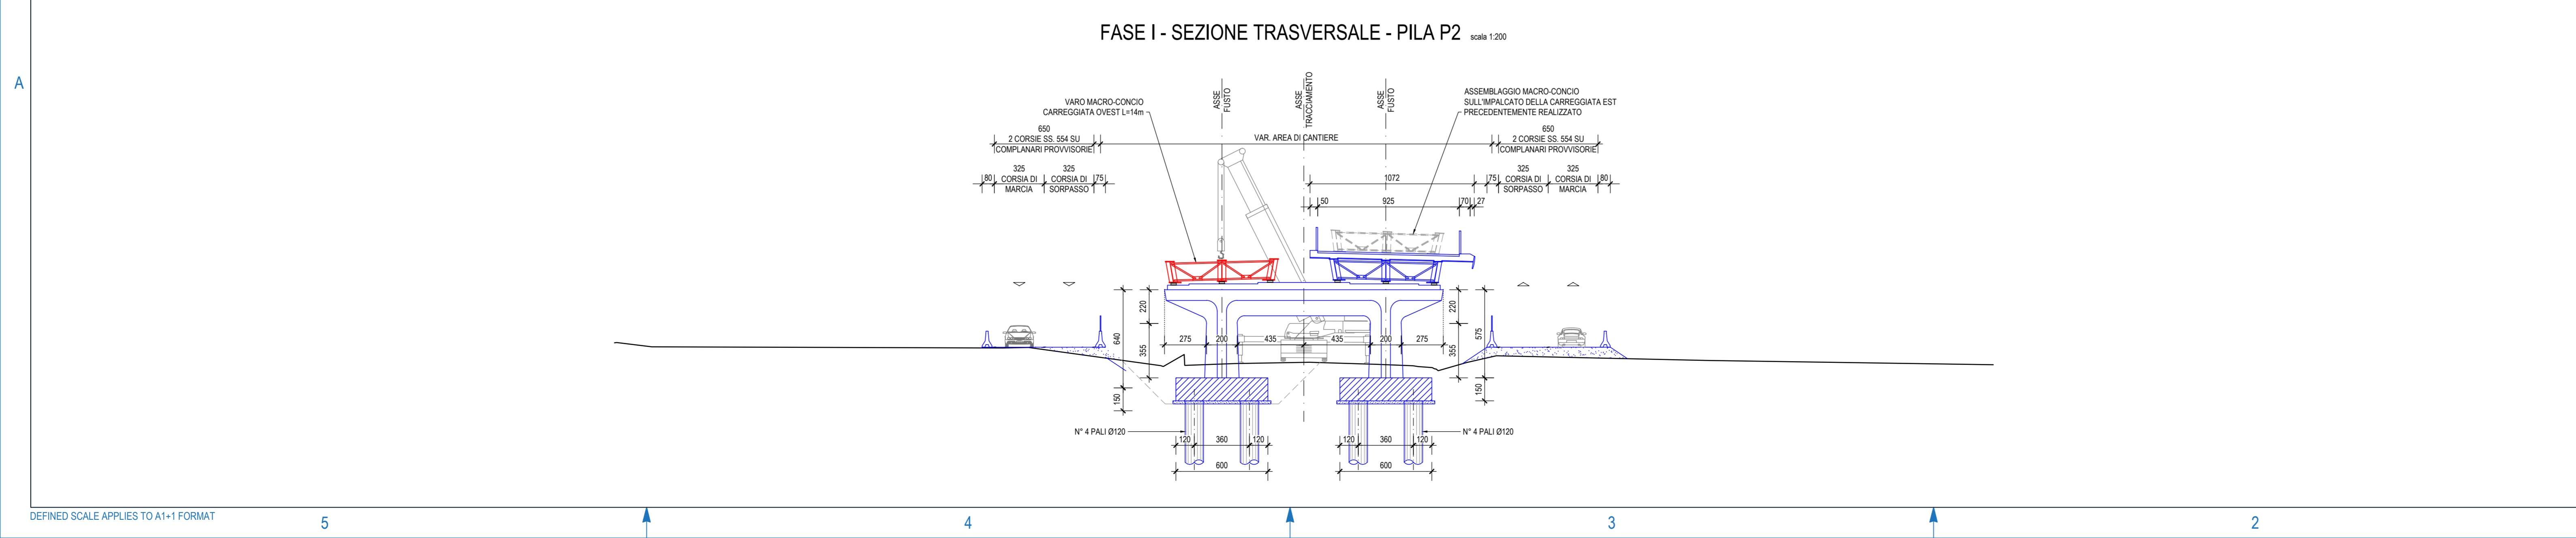 FASE I - SEZIONE TRASVERSALE - PILA P2 scala 1:200
A
ASSE
FUSTO
ASSE
TRACCIAMENTO
ASSE
FUSTO
VARO MACRO-CONCIO
CARREGGIATA OVEST L=14m
ASSEMBLAGGIO MACRO-CONCIO
SULL'IMPALCATO DELLA CARREGGIATA EST
PRECEDENTEMENTE REALIZZATO
650
2 CORSIE SS. 554 SU
COMPLANARI PROVVISORIE
VAR. AREA DI CANTIERE
650
2 CORSIE SS. 554 SU
COMPLANARI PROVVISORIE
80
325
CORSIA DI
MARCIA
325
CORSIA DI
SORPASSO
75
1072
75
325
CORSIA DI
SORPASSO
325
CORSIA DI
MARCIA
80
50
925
70
27
640
220
355
150
220
575
355
150
275
200
435
435
200
275
N° 4 PALI Ø120
N° 4 PALI Ø120
120
360
120
600
120
360
120
600
DEFINED SCALE APPLIES TO A1+1 FORMAT
5
4
3
2